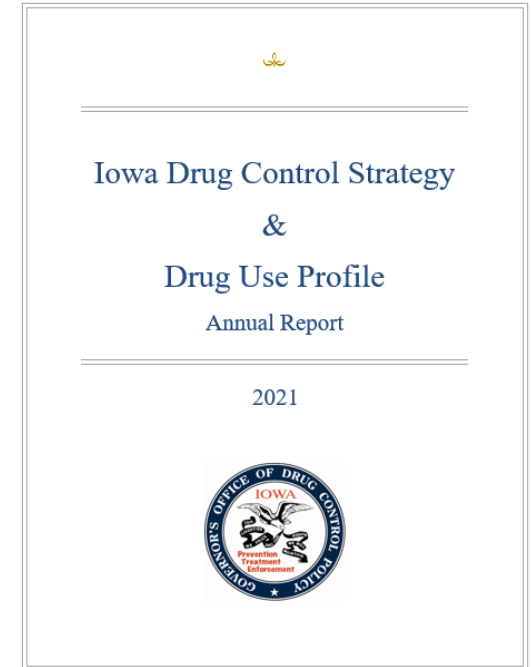 Iowa Drug Control Strategy
&
Drug Use Profile
Annual Report
2021
GOVERNOR'S OFFICE OF DRUG CONTROL POLICY
IOWA
Prevention
Treatment
Enforcement